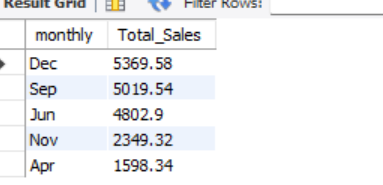 Result Grid Filter Rows:
monthly Total_Sales
Dec 5369.58
Sep 5019.54
Jun 4802.9
Nov 2349.32
Apr 1598.34